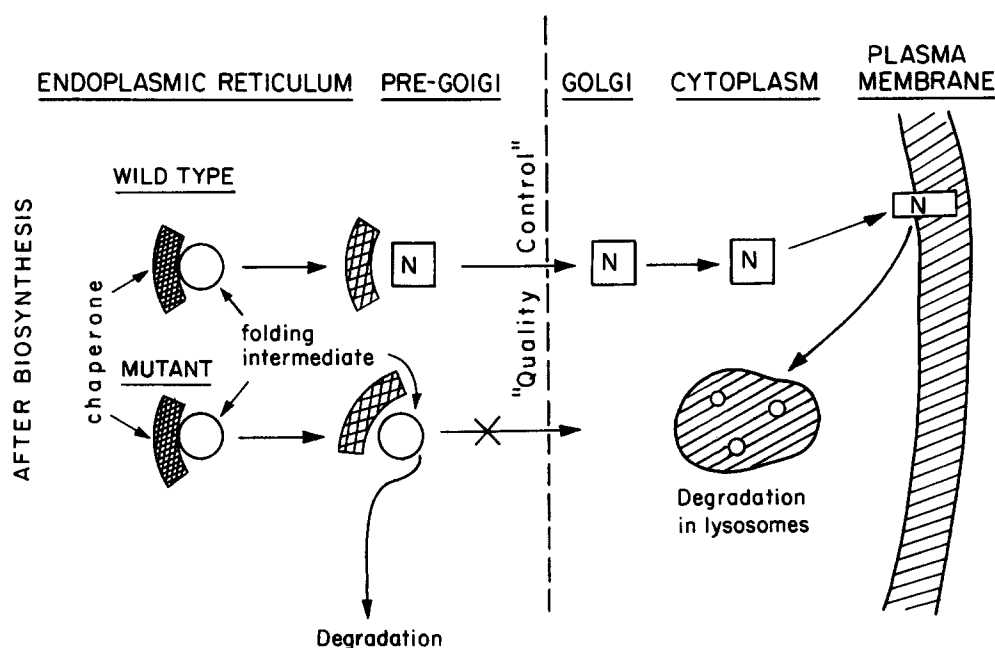 PLASMA
ENDOPLASMIC RETICULUM PRE-GOIGI GOLGI CYTOPLASM MEMBRANE
AFTER BIOSYNTHESIS
WILD TYPE
"Quality Control"
N
N
N
N
chaperone
folding
intermediate
MUTANT
Degradation
in lysosomes
Degradation